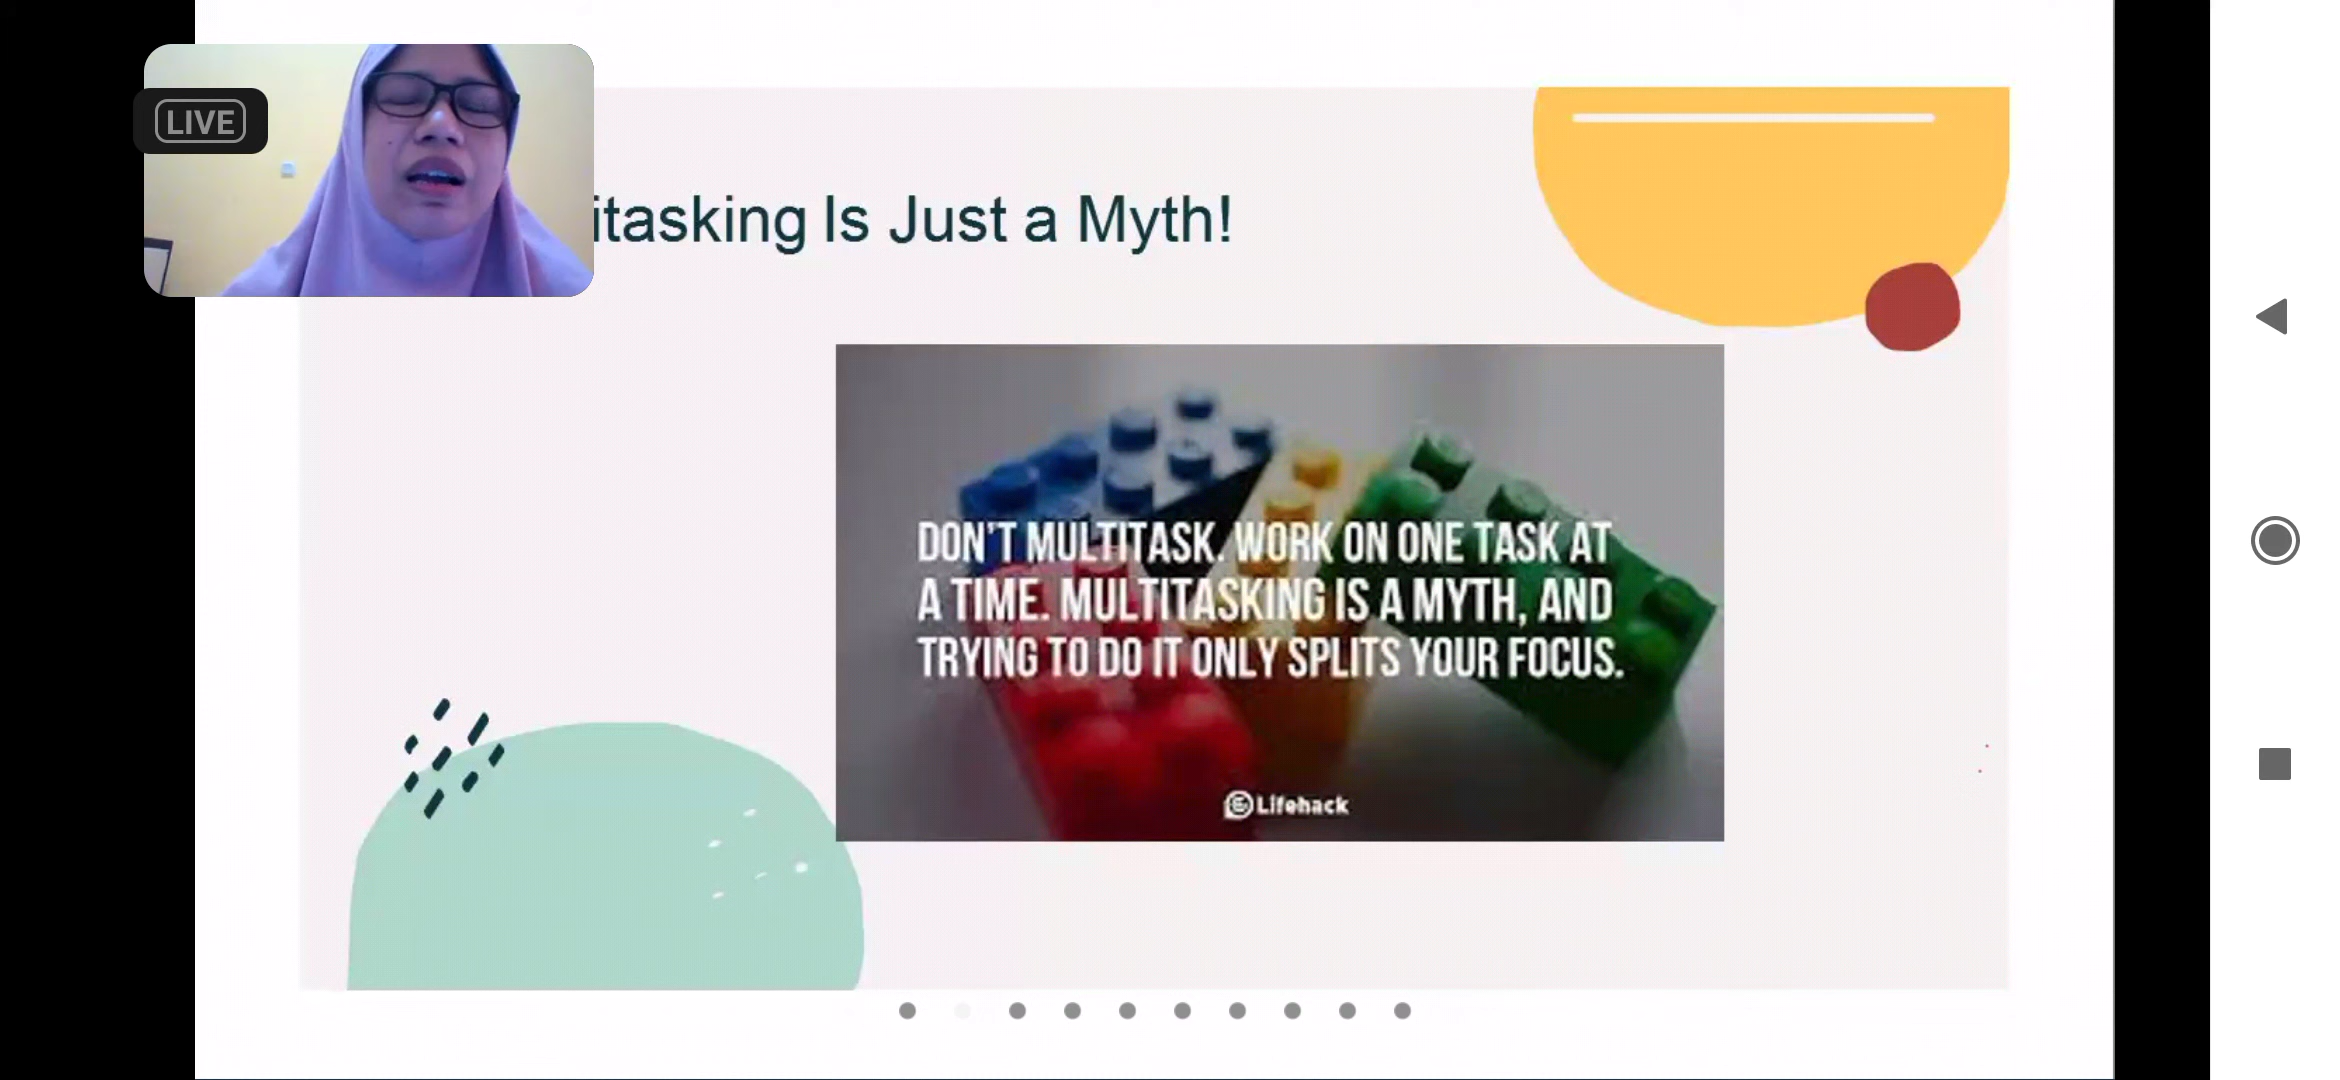 LIVE
itasking Is Just a Myth!
DON'T MULTITASK. WORK ON ONE TASK AT
A TIME. MULTITASKING IS A MYTH, AND
TRYING TO DO IT ONLY SPLITS YOUR FOCUS.
Lifehack